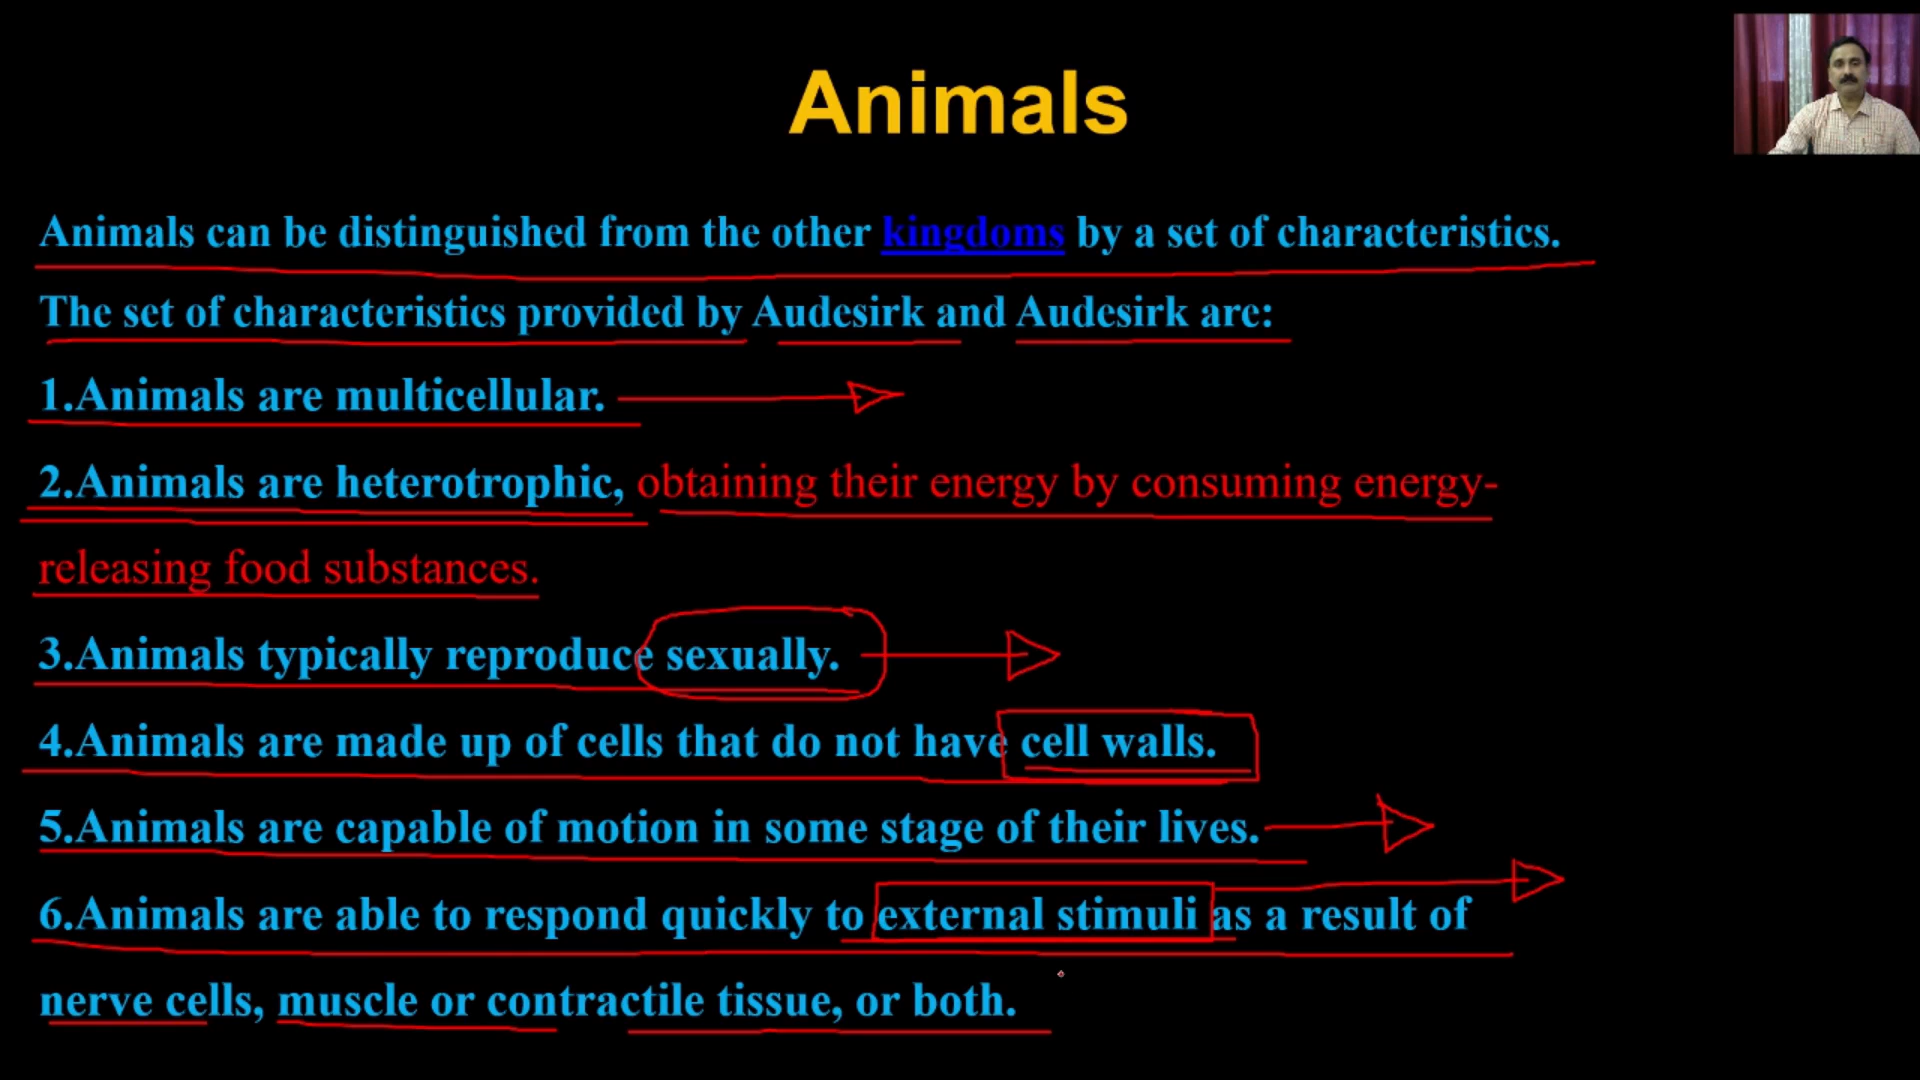 Animals
Animals can be distinguished from the other kingdoms by a set of characteristics.
The set of characteristics provided by Audesirk and Audesirk are:
1.Animals are multicellular.
2.Animals are heterotrophic, obtaining their energy by consuming energy-
releasing food substances.
3.Animals typically reproduce sexually.
4.Animals are made up of cells that do not have cell walls.
5.Animals are capable of motion in some stage of their lives.
6.Animals are able to respond quickly to external stimuli as a result of
nerve cells, muscle or contractile tissue, or both.